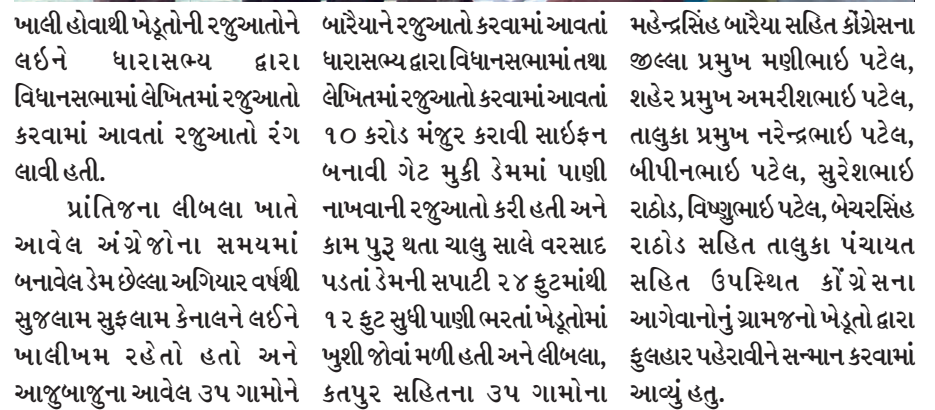 ખાલી હોવાથી ખેડૂતોની રજુઆતોને
લઇને ધારાસભ્ય દ્વારા
વિધાનસભામાં લેખિતમાં રજુઆતો
કરવામાં આવતાં રજુઆતો રંગ
લાવી હતી.
પ્રાંતિજના લીબલા ખાતે
આવેલ અંગ્રેજોના સમયમાં
બનાવેલ ડેમ છેલ્લા અગિયાર વર્ષથી
સુજલામ સુફલામ કેનાલને લઈને
ખાલીખમ રહેતો હતો અને
આજુબાજુના આવેલ ૩૫ ગામોને
બારૈયાને રજુઆતો કરવામાં આવતાં
ધારાસભ્ય દ્વારા વિધાનસભામાં તથા
લેખિતમાં રજુઆતો કરવામાં આવતાં
૧૦ કરોડ મંજુર કરાવી સાઇફન
બનાવી ગેટ મુકી ડેમમાં પાણી
નાખવાની રજુઆતો કરી હતી અને
કામ પુરૂ થતા ચાલુ સાલે વરસાદ
પડતાં ડેમની સપાટી ૨૪ ફુટમાંથી
૧૨ ફુટ સુધી પાણી ભરતાં ખેડૂતોમાં
ખુશી જોવાં મળી હતી અને લીબલા,
કતપુર સહિતના ૩૫ ગામોના
મહેન્દ્રસિંહ બારૈયા સહિત કોંગ્રેસના
જીલ્લા પ્રમુખ મણીભાઇ પટેલ,
શહેર પ્રમુખ અમરીશભાઇ પટેલ,
તાલુકા પ્રમુખ નરેન્દ્રભાઇ પટેલ,
બીપીનભાઇ પટેલ, સુરેશભાઇ
રાઠોડ, વિષ્ણુભાઇ પટેલ, બેચરસિંહ
રાઠોડ સહિત તાલુકા પંચાયત
સહિત ઉપસ્થિત કોંગ્રેસના
આગેવાનોનું ગ્રામજનો ખેડૂતો દ્વારા
ફુલહાર પહેરાવીને સન્માન કરવામાં
આવ્યું હતુ.